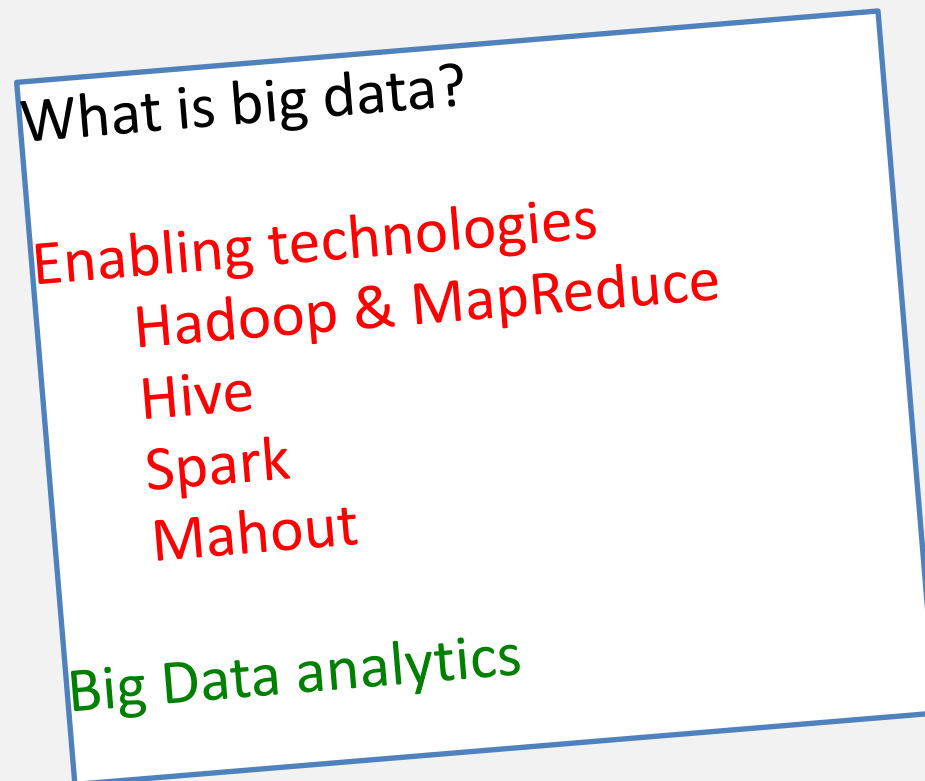 What is big data?
Enabling technologies
Hadoop & MapReduce
Hive
Spark
Mahout
Big Data analytics